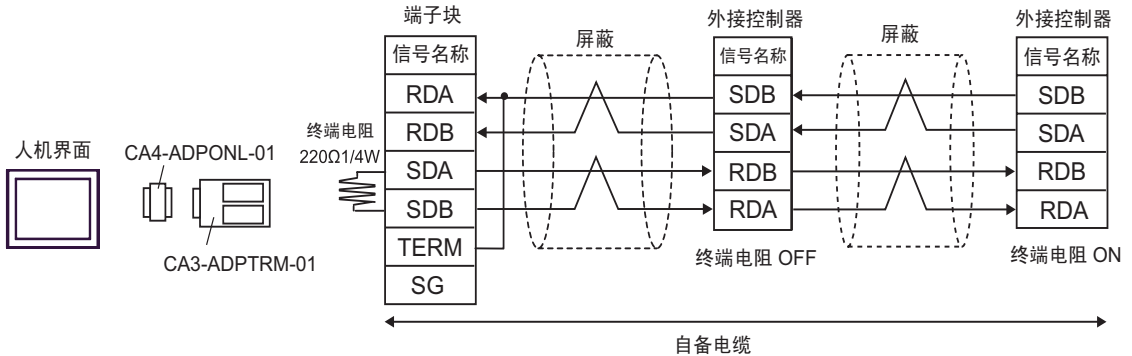 端子块
信号名称
RDA
RDB
SDA
SDB
TERM
SG
屏蔽
外接控制器
信号名称
SDB
SDA
RDB
RDA
终端电阻 OFF
屏蔽
外接控制器
信号名称
SDB
SDA
RDB
RDA
终端电阻 ON
终端电阻
220Ω1/4W
人机界面
CA4-ADPONL-01
CA3-ADPTRM-01
自备电缆